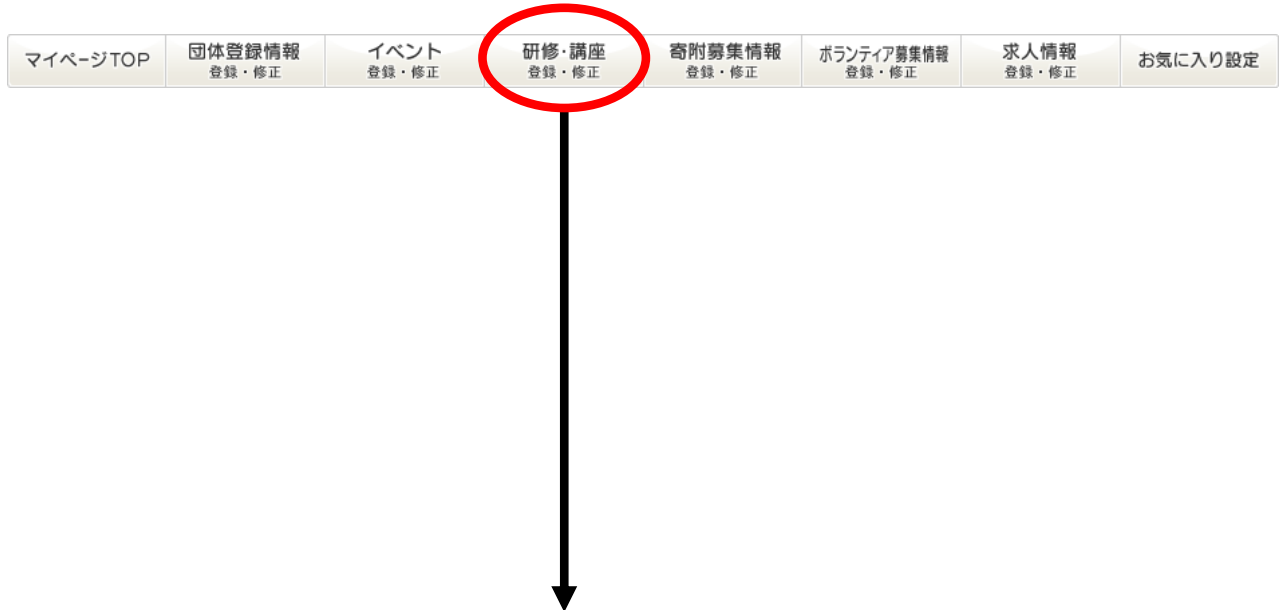 マイページTOP
団体登録情報
登録・修正
イベント
登録・修正
研修・講座
登録・修正
寄附募集情報
登録・修正
ボランティア募集情報
登録・修正
求人情報
登録・修正
お気に入り設定